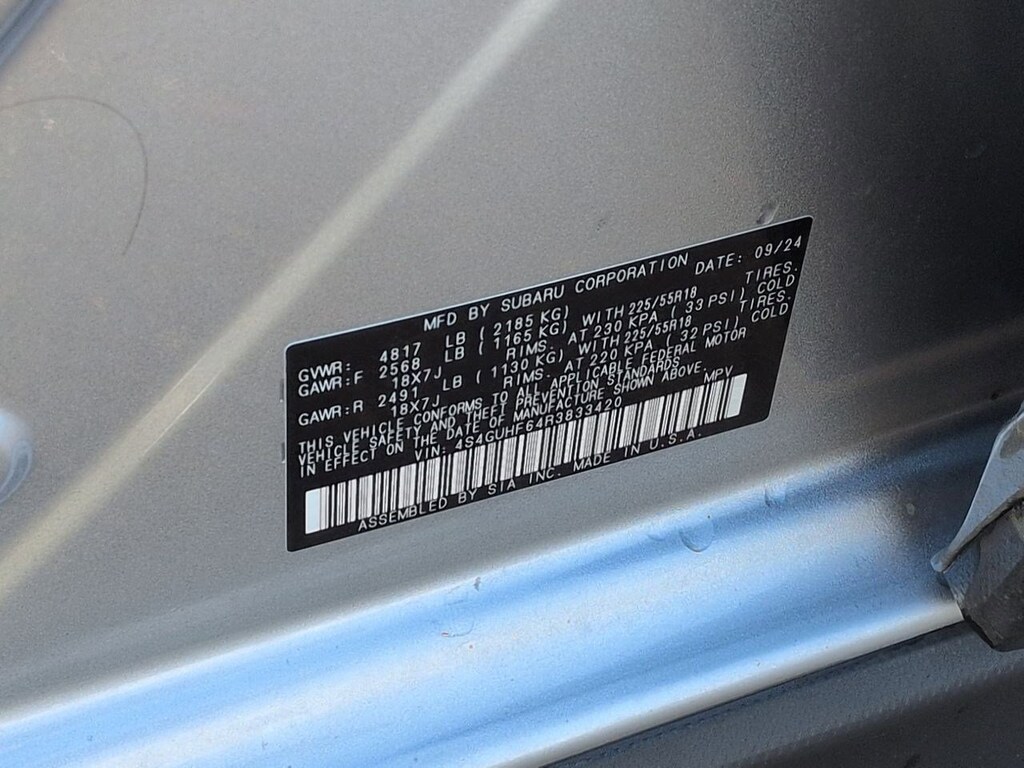 MFD BY SUBARU CORPORATION DATE: 09/24
GVWR: 4817 LB ( 2185 KG)
GAWR:F 2568 LB ( 1165 KG) WITH 225/55R18 TIRES.
18X7J RIMS. AT 230 KPA ( 33 PSI) COLD
GAWR:R 2491 LB ( 1130 KG) WITH 225/55R18 TIRES.
18X7J RIMS. AT 220 KPA ( 32 PSI) COLD.
THIS VEHICLE CONFORMS TO ALL APPLICABLE FEDERAL MOTOR
VEHICLE SAFETY AND THEFT PREVENTION STANDARDS
IN EFFECT ON THE DATE OF MANUFACTURE SHOWN ABOVE.
VIN: 4S4GUHF64R3833420 MPV
ASSEMBLED BY SIA INC. MADE IN U.S.A.